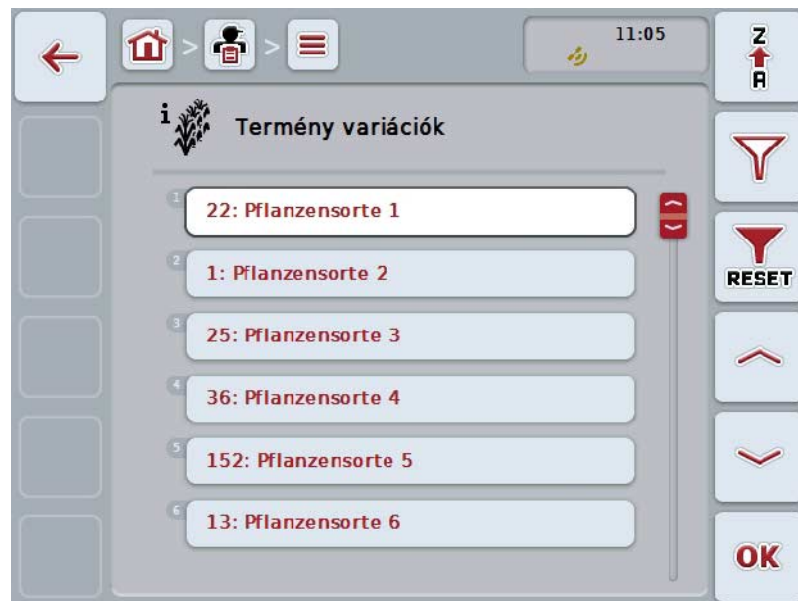 11:05
Z
A
i
Termény variációk
1
22: Pflanzensorte 1
2
1: Pflanzensorte 2
RESET
3
25: Pflanzensorte 3
4
36: Pflanzensorte 4
5
152: Pflanzensorte 5
6
13: Pflanzensorte 6
OK